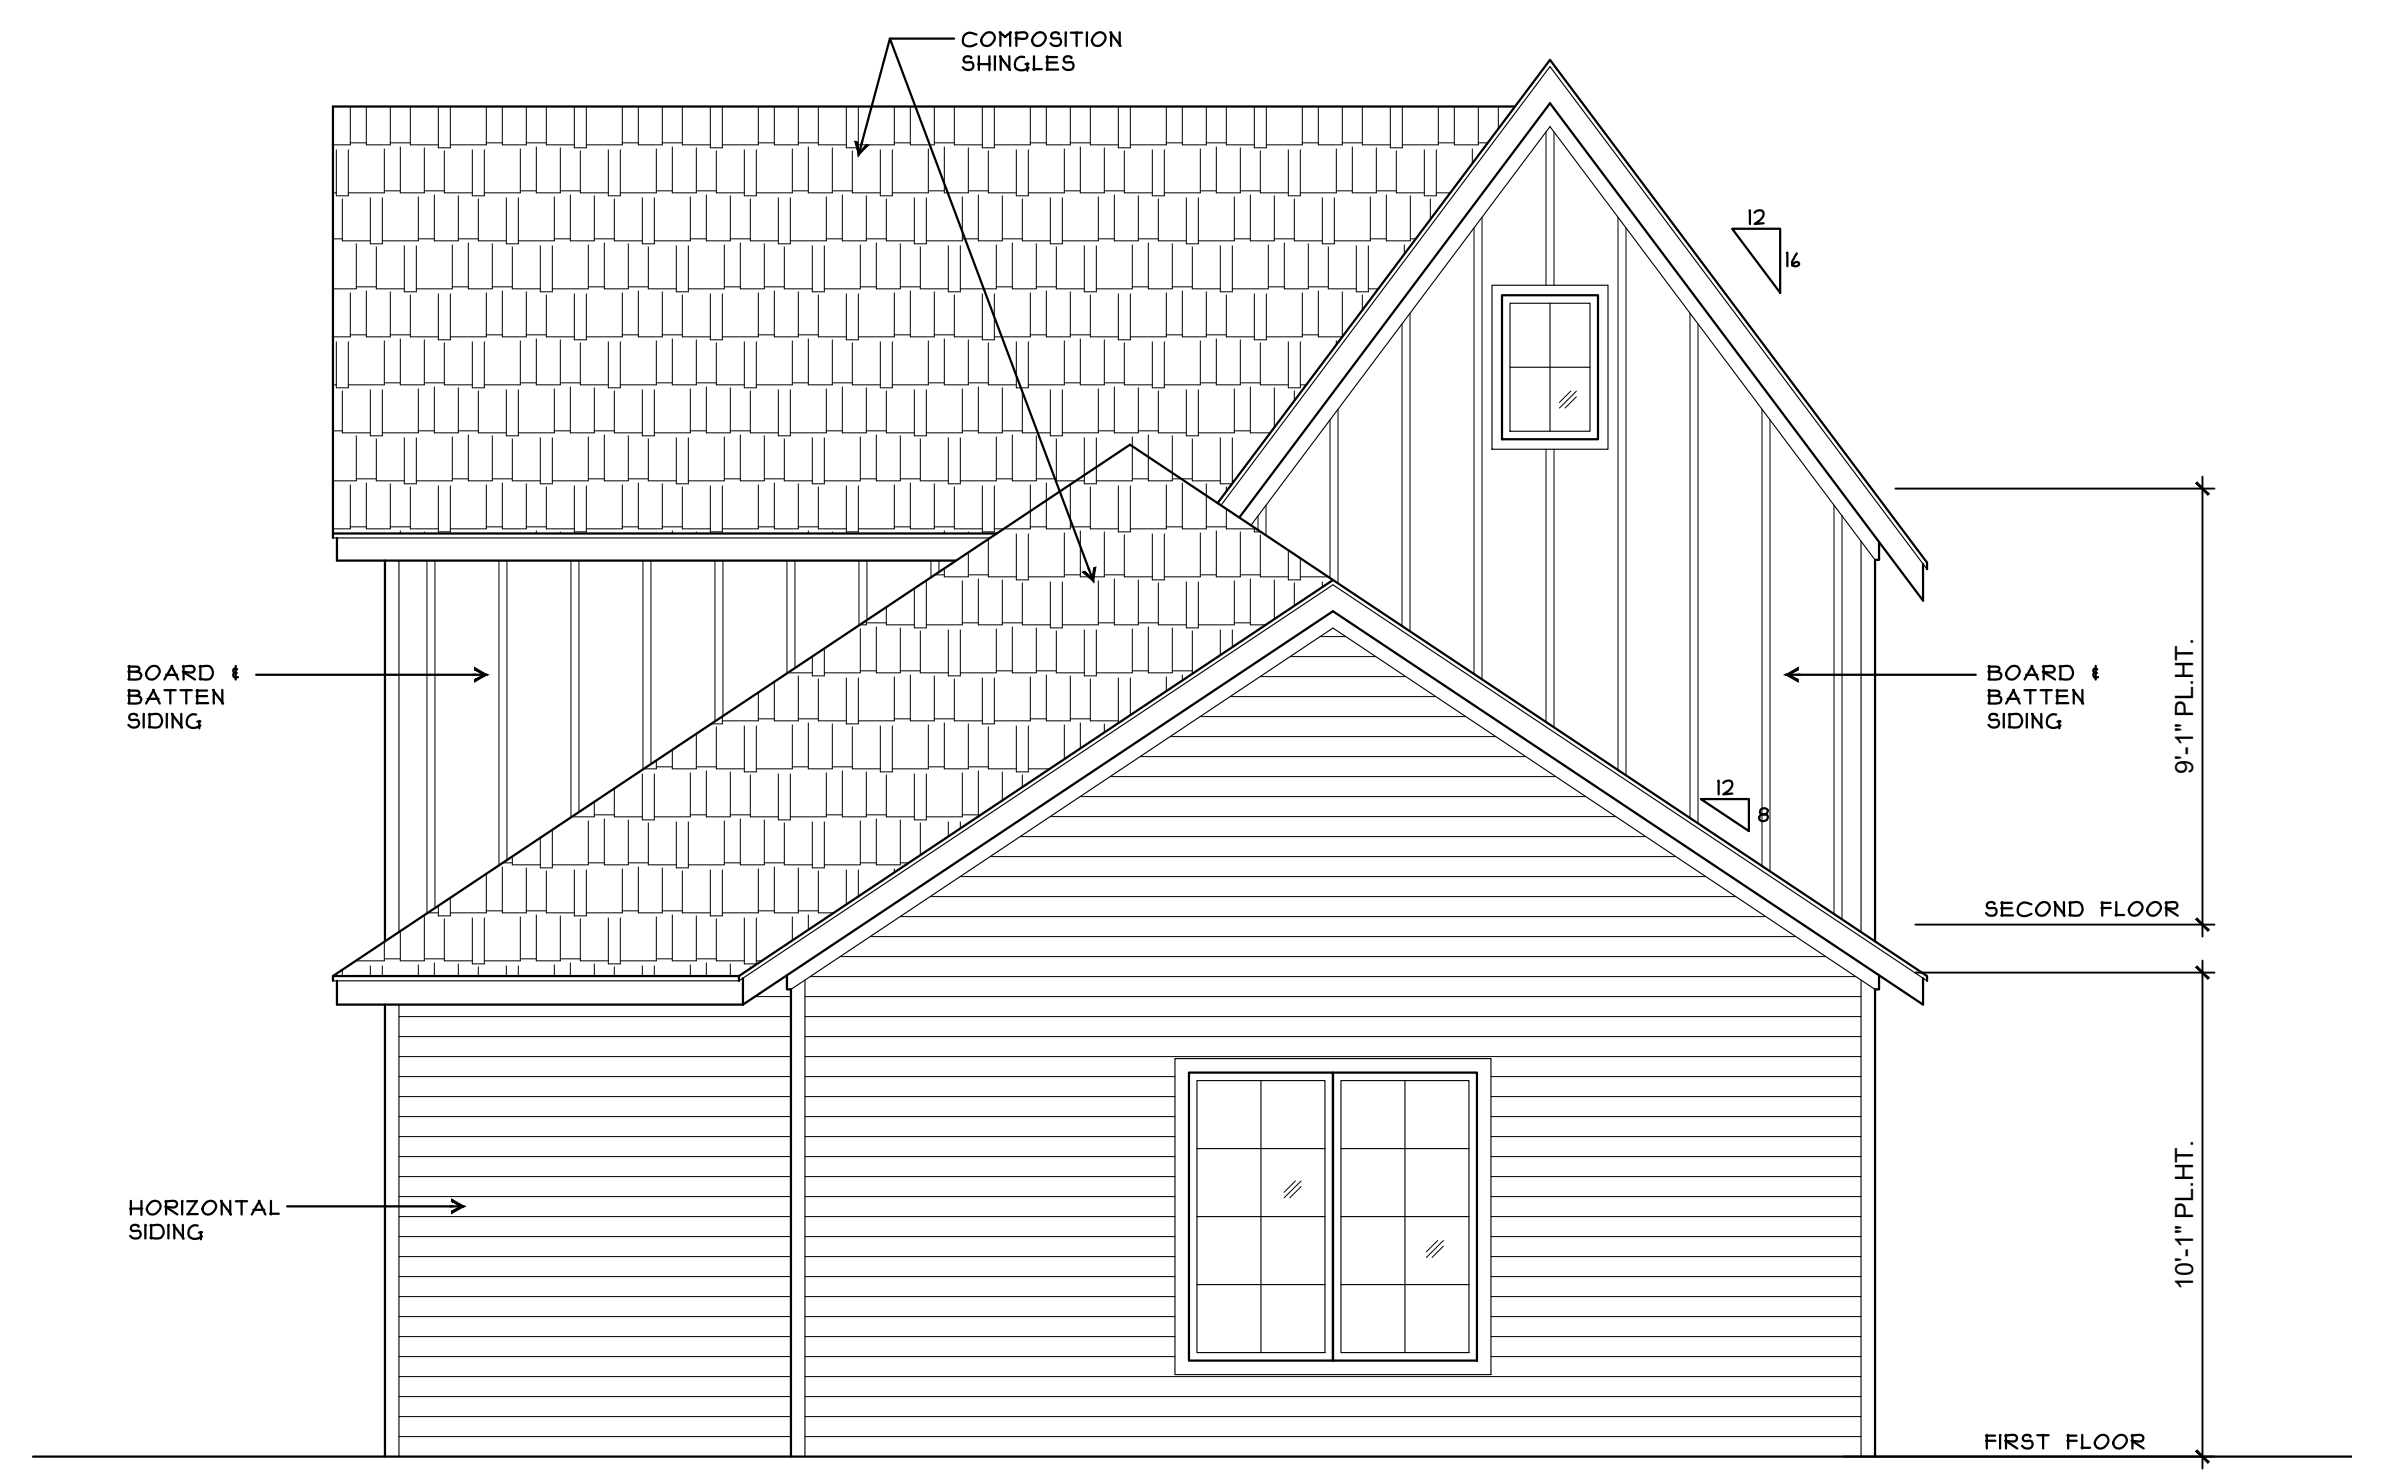 COMPOSITION
SHINGLES
12
16
BOARD &
BATTEN
SIDING
BOARD &
BATTEN
SIDING
9'-1" PL.HT.
12
8
SECOND FLOOR
HORIZONTAL
SIDING
10'-1" PL.HT.
FIRST FLOOR